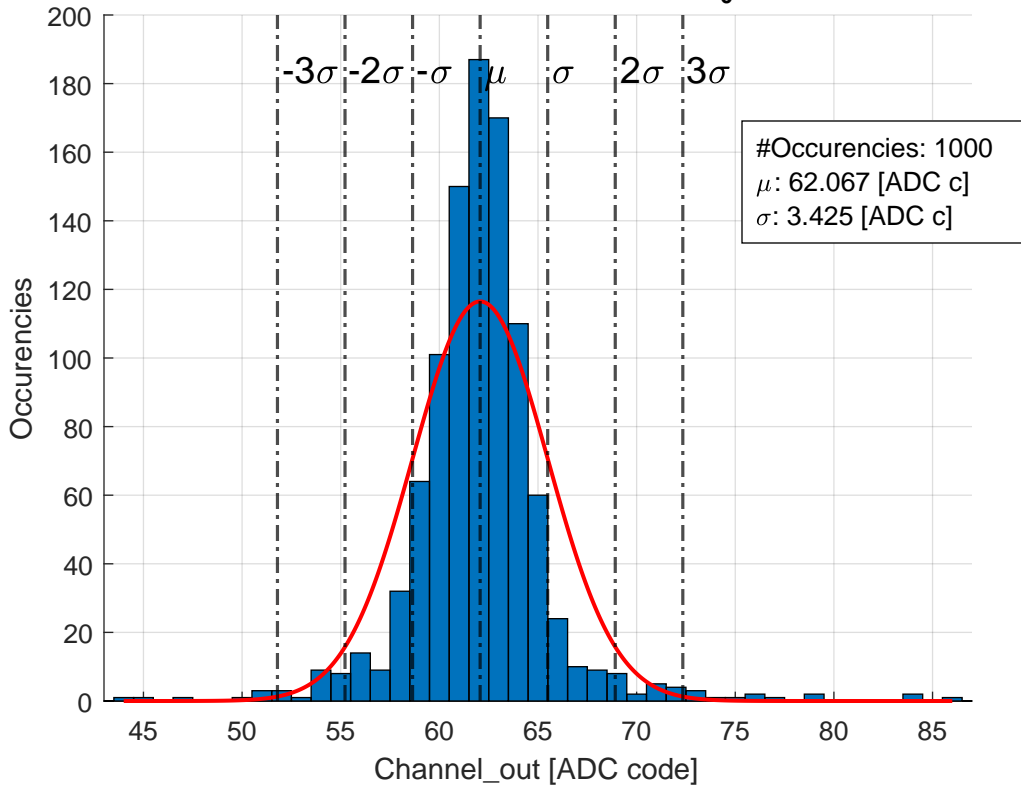 200
180
160
140
120
100
80
60
40
20
0
Occurencies
-3σ -2σ -σ μ σ 2σ 3σ
#Occurencies: 1000
μ: 62.067 [ADC c]
σ: 3.425 [ADC c]
45 50 55 60 65 70 75 80 85
Channel_out [ADC code]